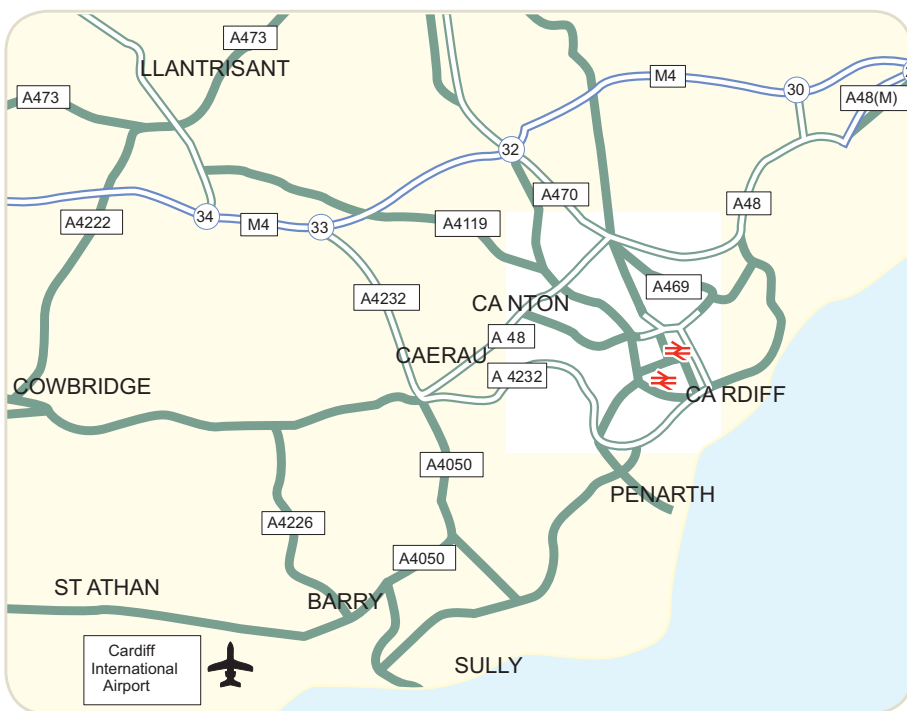 A473
LLANTRISANT
M4
30
A473
A48(M)
32
A470
A48
34
M4
33
A4222
A4119
A4232
A469
CA NTON
A 48
CAERAU
A 4232
COWBRIDGE
CA RDIFF
A4050
PENARTH
A4226
A4050
ST ATHAN
BARRY
Cardiff
International
Airport
SULLY